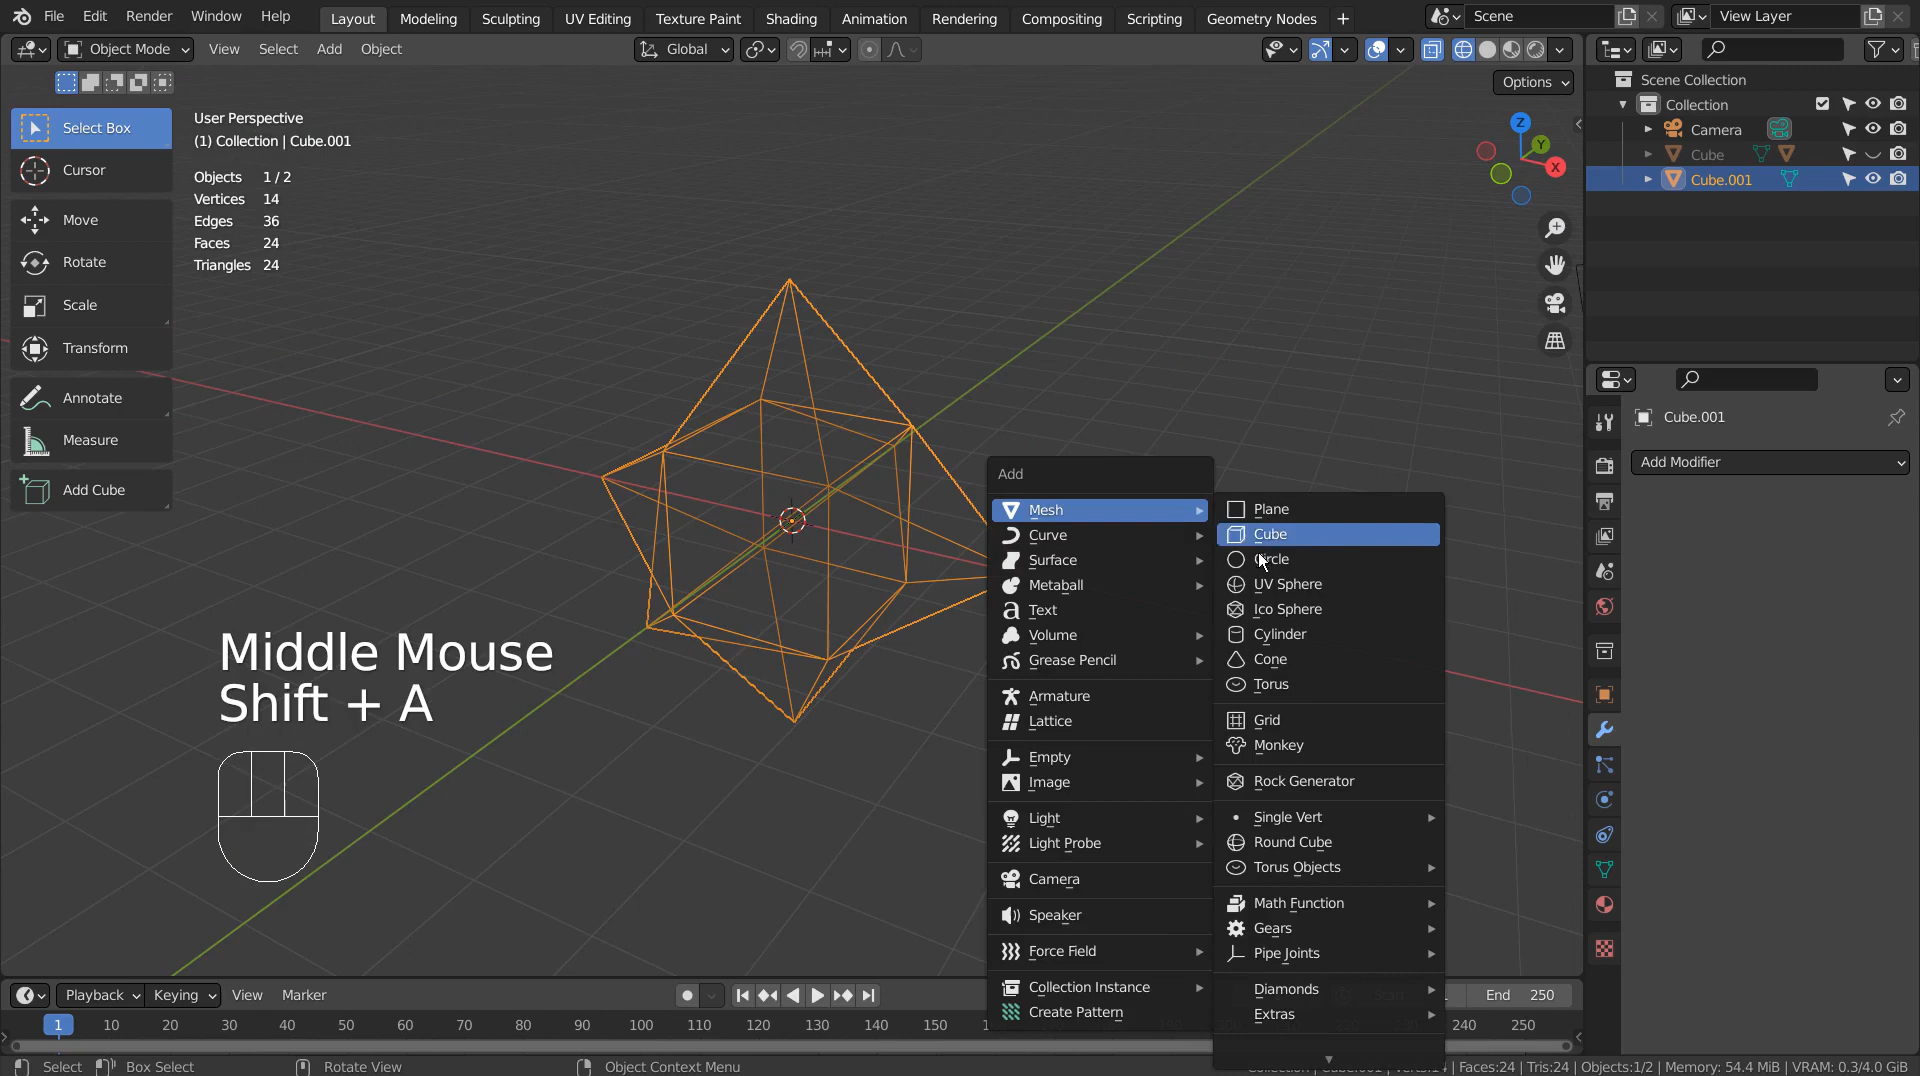 File Edit Render Window Help Layout Modeling Sculpting UV Editing Texture Paint Shading Animation Rendering Compositing Scripting Geometry Nodes + Scene View Layer
Object Mode View Select Add Object Global
Options
Select Box
Cursor
Move
Rotate
Scale
Transform
Annotate
Measure
Add Cube
User Perspective
(1) Collection | Cube.001
Objects 1 / 2
Vertices 14
Edges 36
Faces 24
Triangles 24
Z
Y
X
Middle Mouse
Shift + A
Add
Mesh
Curve
Surface
Metaball
Text
Volume
Grease Pencil
Armature
Lattice
Empty
Image
Light
Light Probe
Camera
Speaker
Force Field
Collection Instance
Create Pattern
Plane
Cube
Circle
UV Sphere
Ico Sphere
Cylinder
Cone
Torus
Grid
Monkey
Rock Generator
Single Vert
Round Cube
Torus Objects
Math Function
Gears
Pipe Joints
Diamonds
Extras
Scene Collection
Collection
Camera
Cube
Cube.001
Cube.001
Add Modifier
Playback Keying View Marker Start 1 End 250
1 10 20 30 40 50 60 70 80 90 100 110 120 130 140 150 240 250
Select Box Select Rotate View Object Context Menu Faces:24 | Tris:24 | Objects:1/2 | Memory: 54.4 MiB | VRAM: 0.3/4.0 GiB